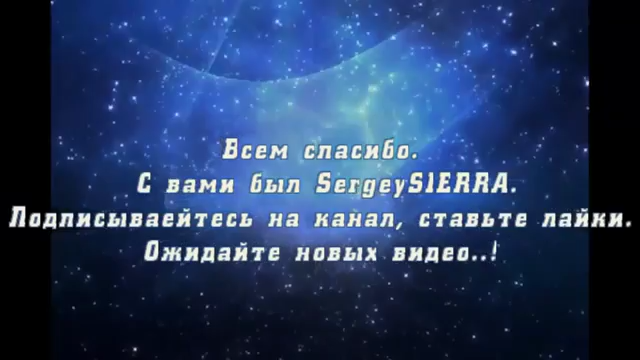 Всем спасибо.
С вами был SergeySIERRA.
Подписываейтесь на канал, ставьте лайки.
Ожидайте новых видео..!